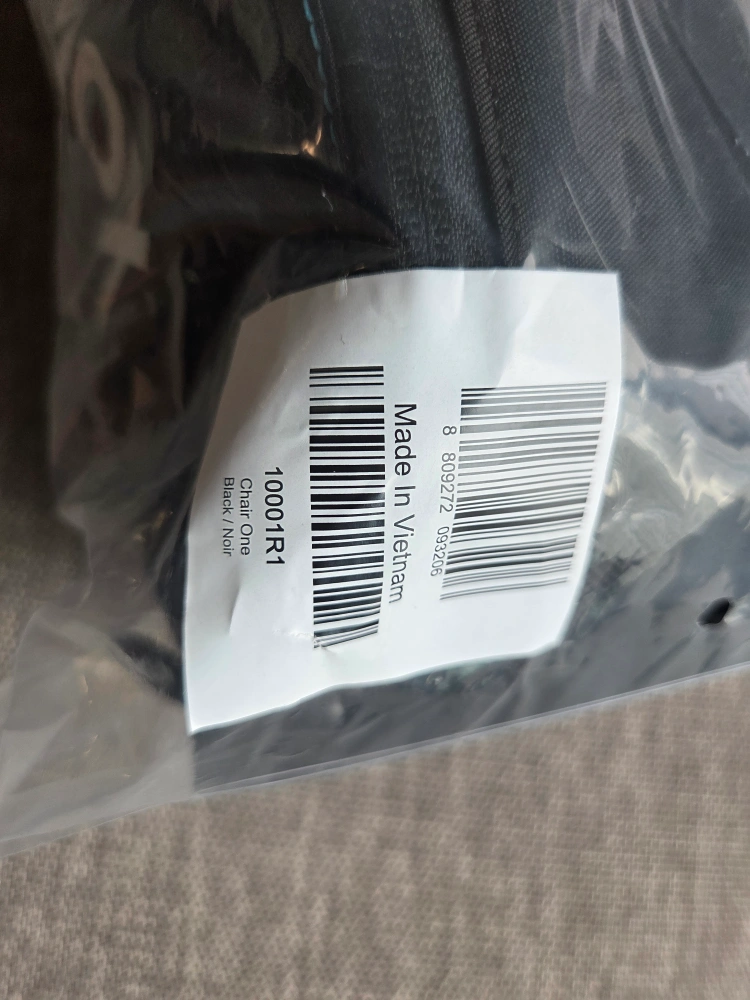 8 809272 093206
Made In Vietnam
10001R1
Chair One
Black / Noir